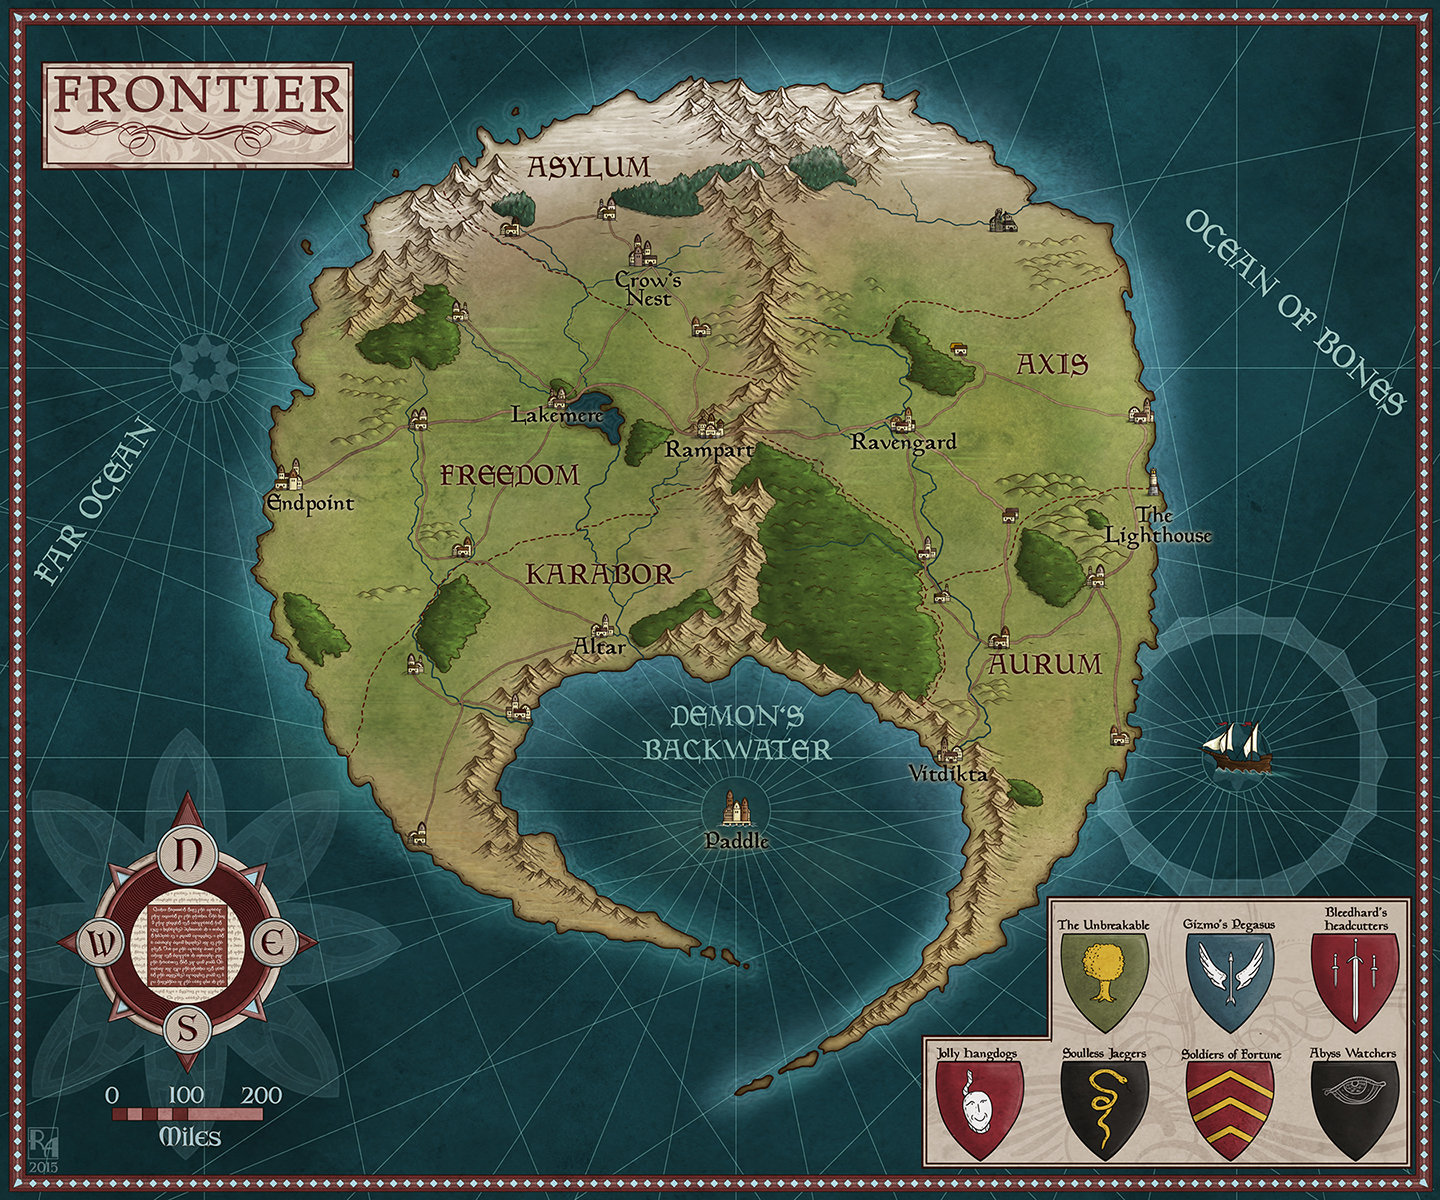 FRONTIER
ASYLUM
Crow's
Nest
OCEAN OF BONES
AXIS
Lakemere
Rampart
Ravengard
FREEDOM
Endpoint
FAR OCEAN
The
Lighthouse
KARABOR
Altar
AURUM
DEMON'S
BACKWATER
Vitdikta
Paddle
N
W
E
S
0 100 200
Miles
RA
2015
The Unbreakable
Gizmo's Pegasus
Bleedhard's
Headcutters
Jolly Hangdogs
Soulless Jaegers
Soldiers of Fortune
Abyss Watchers